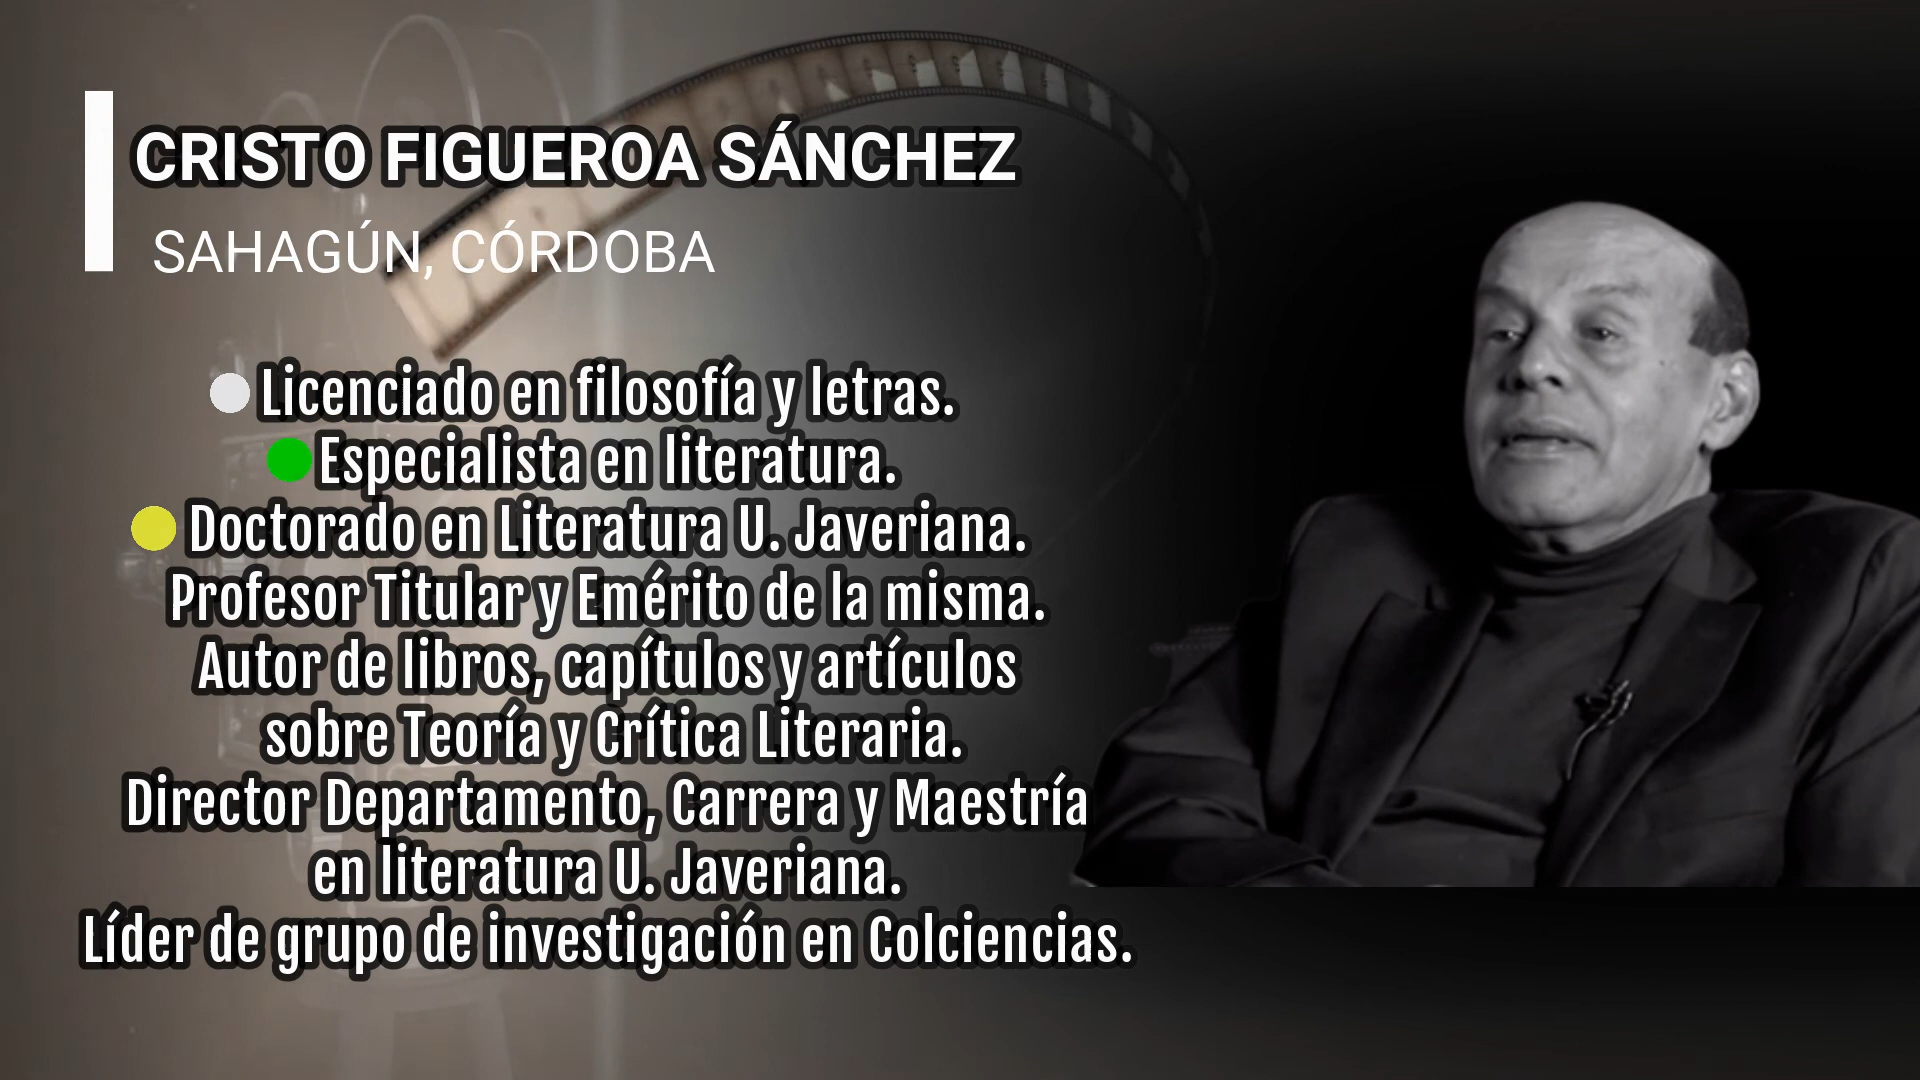 CRISTO FIGUEROA SÁNCHEZ
SAHAGÚN, CÓRDOBA
Licenciado en filosofía y letras.
Especialista en literatura.
Doctorado en Literatura U. Javeriana.
Profesor Titular y Emérito de la misma.
Autor de libros, capítulos y artículos
sobre Teoría y Crítica Literaria.
Director Departamento, Carrera y Maestría
en literatura U. Javeriana.
Líder de grupo de investigación en Colciencias.